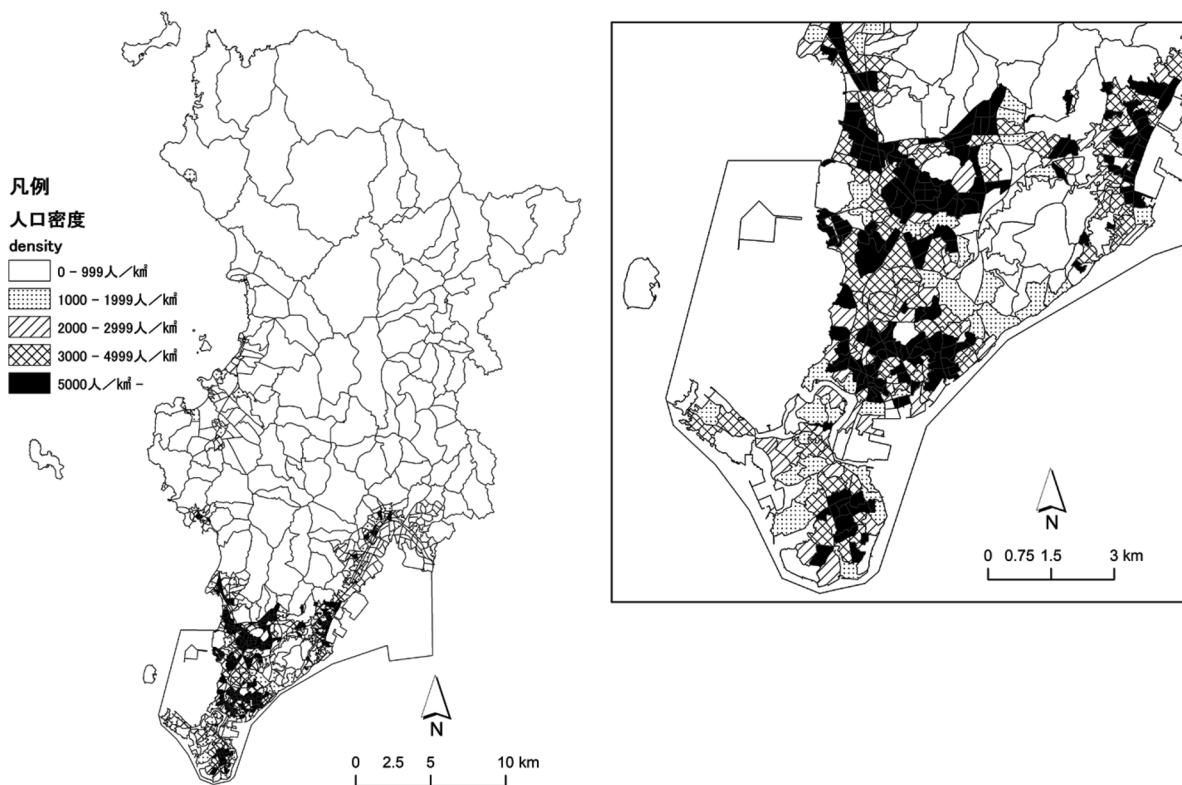 凡例
人口密度
density
0 - 999人／k㎡
1000 - 1999人／k㎡
2000 - 2999人／k㎡
3000 - 4999人／k㎡
5000人／k㎡ -
N
0 2.5 5 10 km
N
0 0.75 1.5 3 km